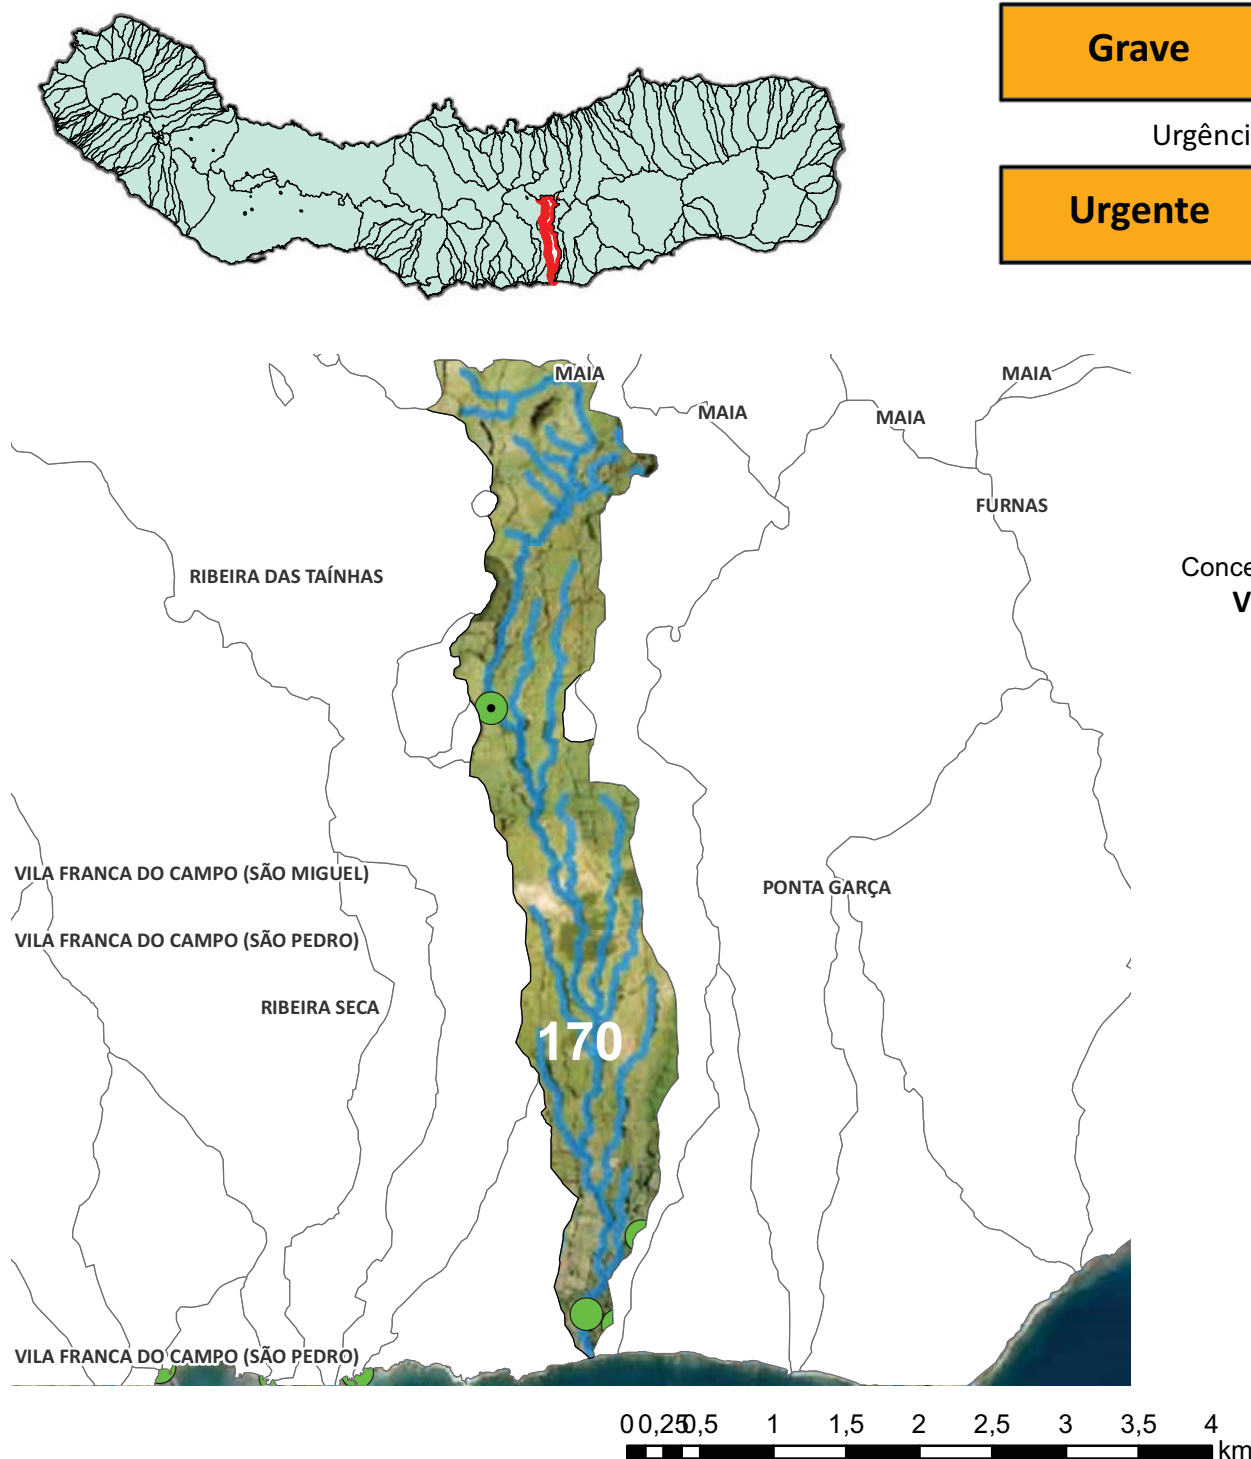 Grave
Urgênci
Urgente
MAIA
MAIA
MAIA
MAIA
FURNAS
RIBEIRA DAS TAÍNHAS
Conce
V
VILA FRANCA DO CAMPO (SÃO MIGUEL)
PONTA GARÇA
VILA FRANCA DO CAMPO (SÃO PEDRO)
RIBEIRA SECA
170
VILA FRANCA DO CAMPO (SÃO PEDRO)
0 0,25 0,5 1 1,5 2 2,5 3 3,5 4
km